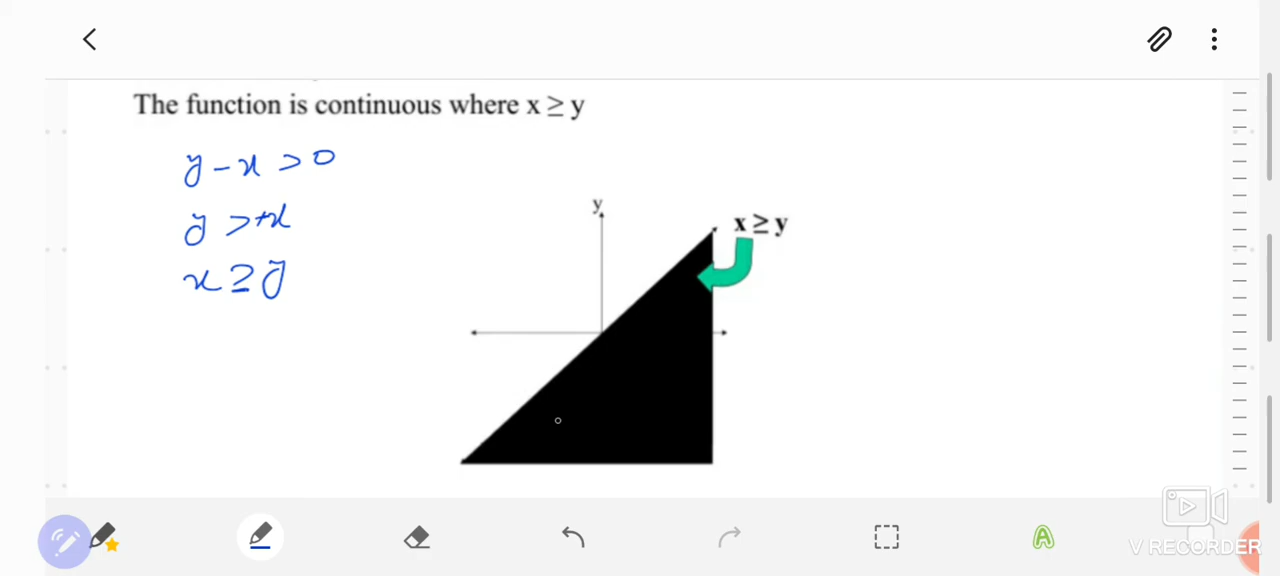 The function is continuous where x ≥ y
y - x > 0
y > +x
x ≥ y
y
x ≥ y
A
V RECORDER